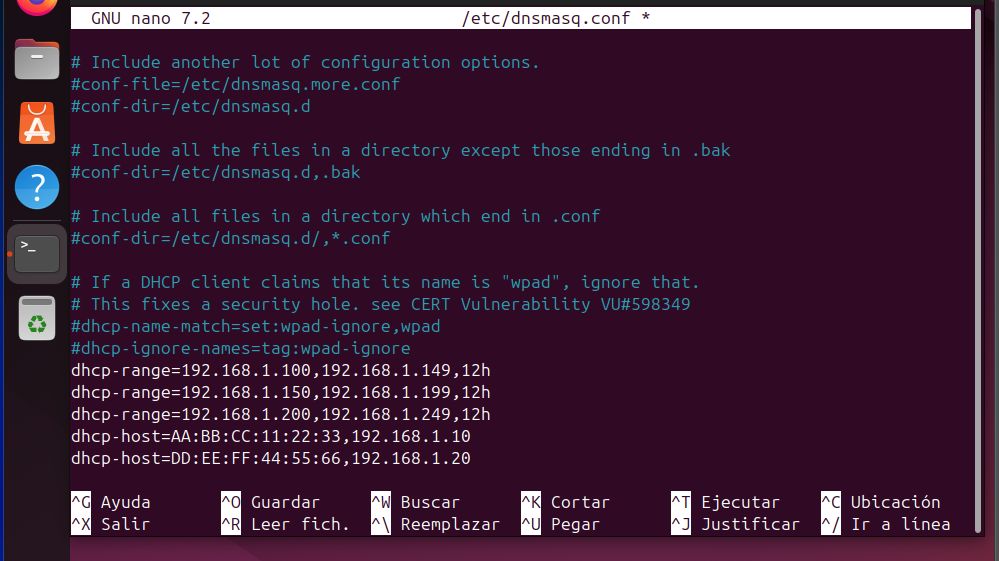 GNU nano 7.2 /etc/dnsmasq.conf *
# Include another lot of configuration options.
#conf-file=/etc/dnsmasq.more.conf
#conf-dir=/etc/dnsmasq.d
# Include all the files in a directory except those ending in .bak
#conf-dir=/etc/dnsmasq.d,.bak
# Include all files in a directory which end in .conf
#conf-dir=/etc/dnsmasq.d/,*.conf
# If a DHCP client claims that its name is "wpad", ignore that.
# This fixes a security hole. see CERT Vulnerability VU#598349
#dhcp-name-match=set:wpad-ignore,wpad
#dhcp-ignore-names=tag:wpad-ignore
dhcp-range=192.168.1.100,192.168.1.149,12h
dhcp-range=192.168.1.150,192.168.1.199,12h
dhcp-range=192.168.1.200,192.168.1.249,12h
dhcp-host=AA:BB:CC:11:22:33,192.168.1.10
dhcp-host=DD:EE:FF:44:55:66,192.168.1.20
^G Ayuda ^O Guardar ^W Buscar ^K Cortar ^T Ejecutar ^C Ubicación
^X Salir ^R Leer fich. ^\ Reemplazar ^U Pegar ^J Justificar ^/ Ir a línea